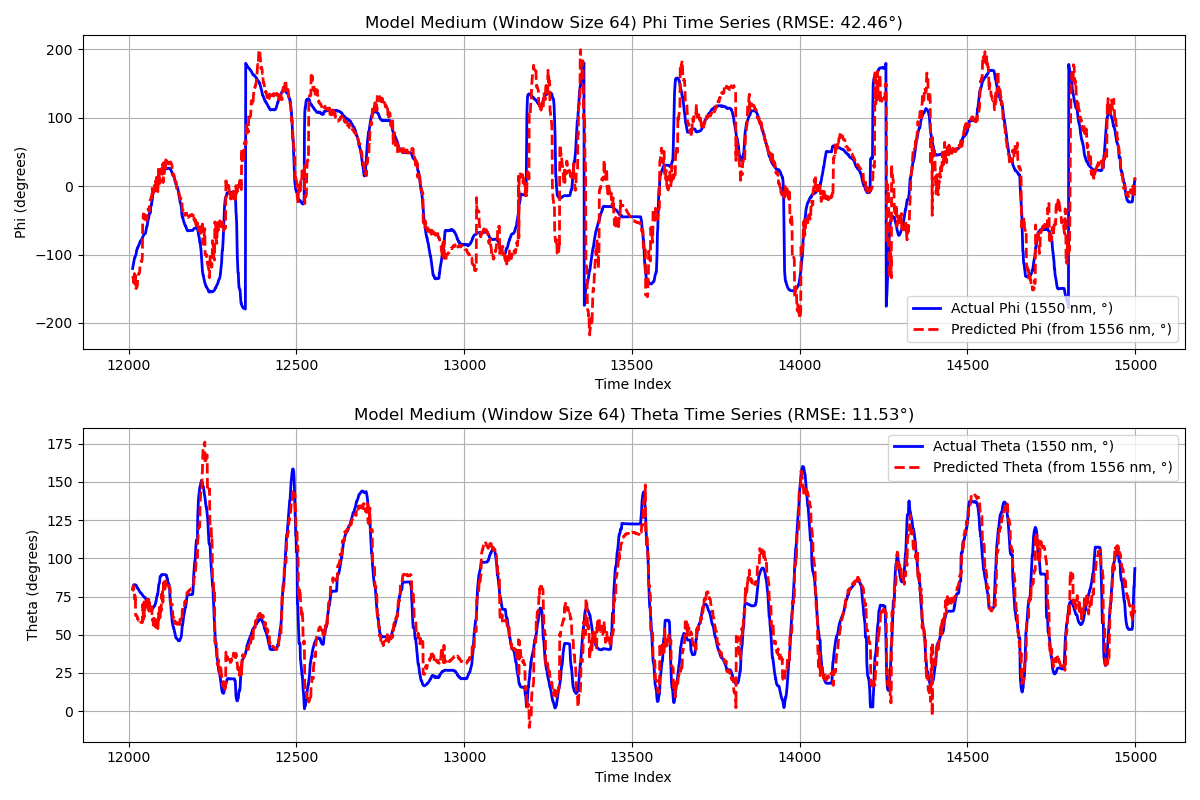 Model Medium (Window Size 64) Phi Time Series (RMSE: 42.46°)
Phi (degrees)
200
100
0
−100
−200
12000 12500 13000 13500 14000 14500 15000
Time Index
Actual Phi (1550 nm, °)
Predicted Phi (from 1556 nm, °)
Model Medium (Window Size 64) Theta Time Series (RMSE: 11.53°)
Theta (degrees)
175
150
125
100
75
50
25
0
12000 12500 13000 13500 14000 14500 15000
Time Index
Actual Theta (1550 nm, °)
Predicted Theta (from 1556 nm, °)